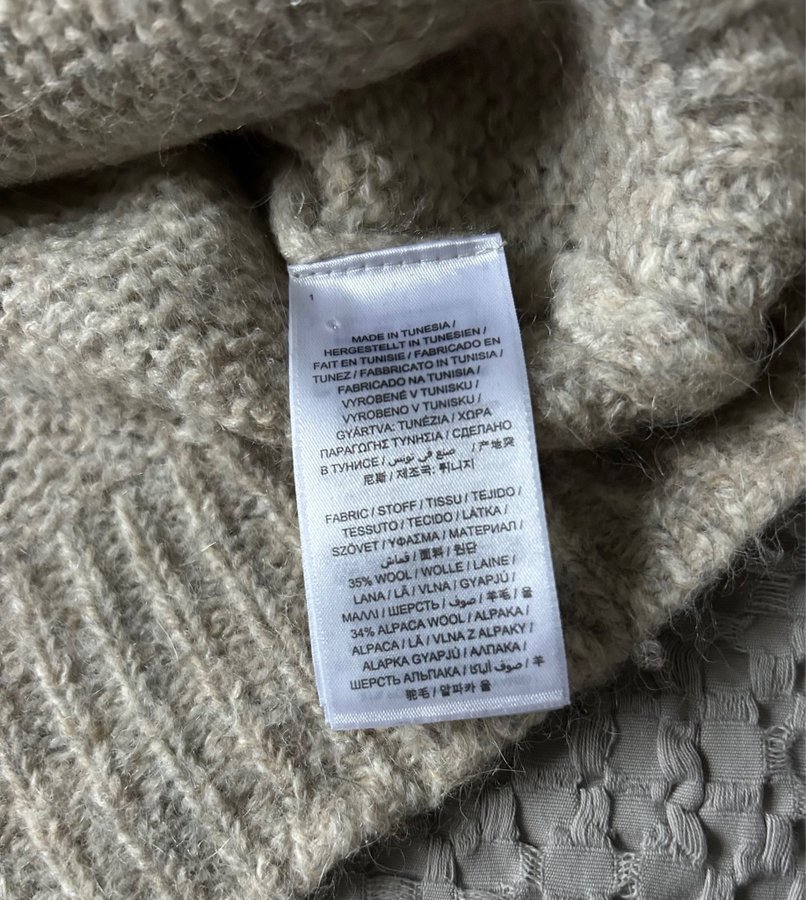 1
MADE IN TUNESIA /
HERGESTELLT IN TUNESIEN /
FAIT EN TUNISIE / FABRICADO EN
TUNEZ / FABBRICATO IN TUNISIA /
FABRICADO NA TUNISIA /
VYROBENÉ V TUNISKU /
VYROBENO V TUNISKU /
GYÁRTVA: TUNÉZIA / ΧΩΡΑ
ΠΑΡΑΓΩΓΗΣ ΤΥΝΗΣΙΑ / СДЕЛАНО
В ТУНИСЕ / صنع في تونس / 产地突
尼斯 / 제조국: 튀니지
FABRIC / STOFF / TISSU / TEJIDO /
TESSUTO / TECIDO / LÁTKA /
SZÖVET / ΥΦΑΣΜΑ / МАТЕРИАЛ /
قماش / 面料 / 원단
35% WOOL / WOLLE / LAINE /
LANA / LÃ / VLNA / GYAPJÚ /
ΜΑΛΛΙ / ШЕРСТЬ / صوف / 羊毛 / 울
34% ALPACA WOOL / ALPAKA /
ALPACA / LÃ / VLNA Z ALPAKY /
ALAPKA GYAPJÚ / ΑΛΠΑΚΑ /
ШЕРСТЬ АЛЬПАКА / صوف ألباكا / 羊
驼毛 / 알파카 울